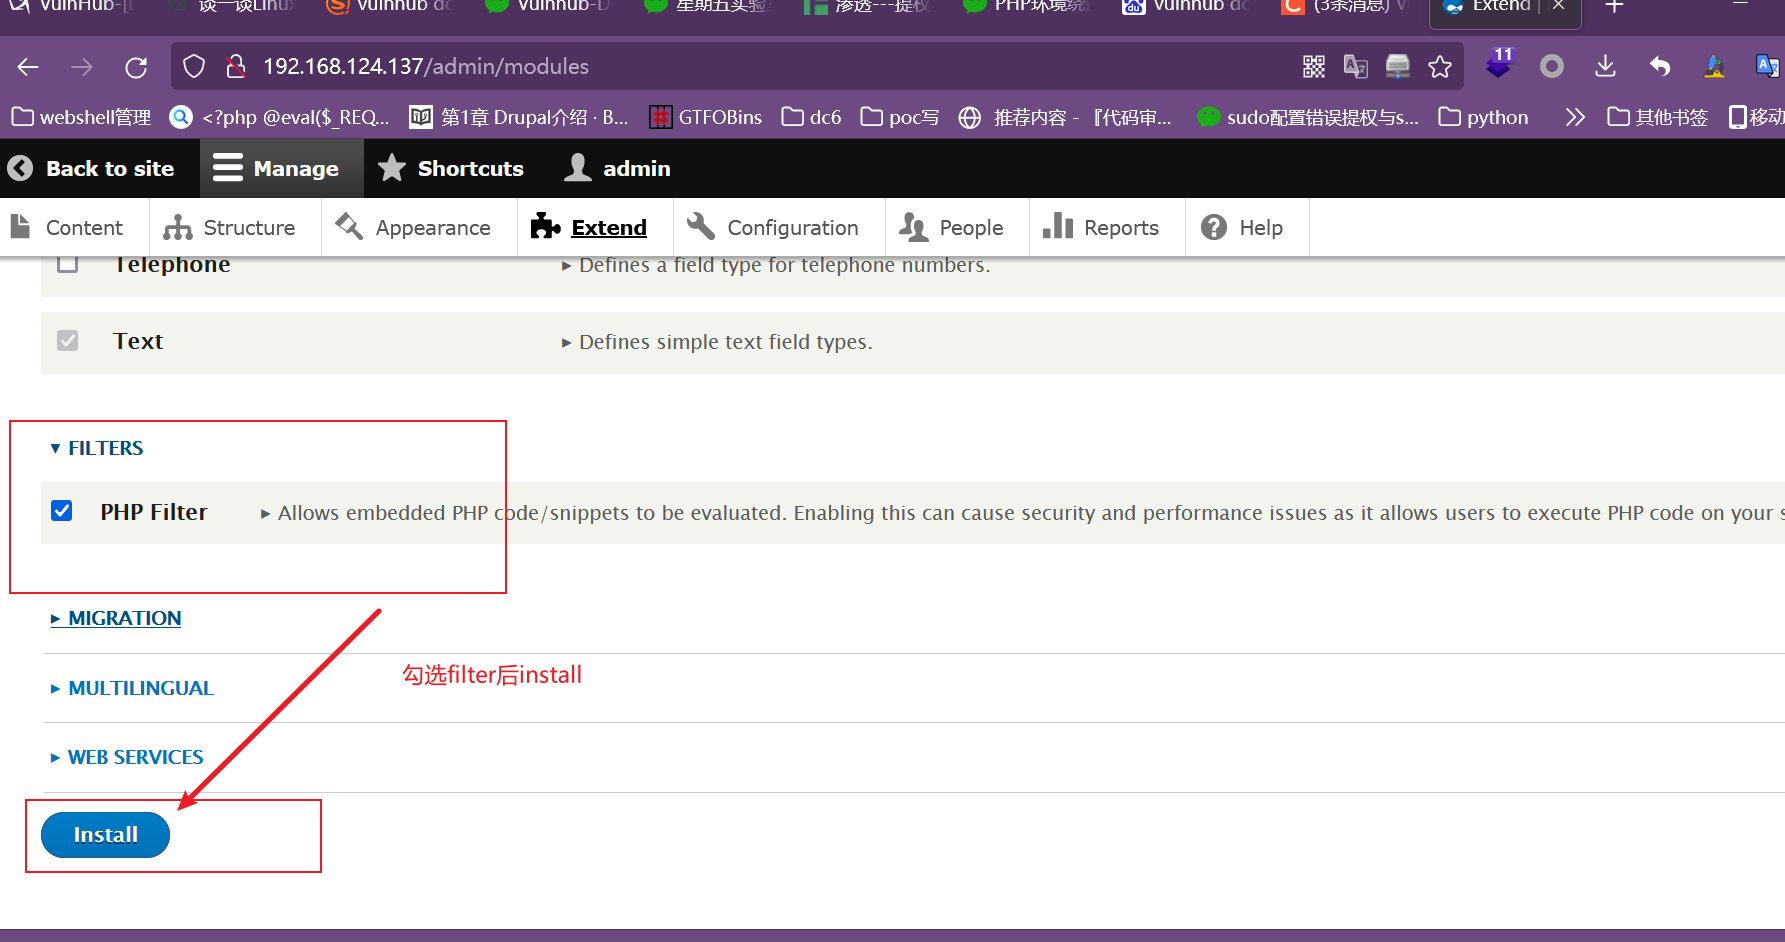 VulnHub-[
谈一谈Linux
vulnhub dc
Vulnhub-D
星期五实验
渗透---提权
PHP环境绕
vulnhub dc
(3条消息) V
Extend |
192.168.124.137/admin/modules
11
webshell管理
<?php @eval($_REQ...
第1章 Drupal介绍 · B...
GTFOBins
dc6
poc写
推荐内容 - 『代码审...
sudo配置错误提权与s...
python
其他书签
移动
Back to site
Manage
Shortcuts
admin
Content
Structure
Appearance
Extend
Configuration
People
Reports
Help
Telephone
▸ Defines a field type for telephone numbers.
Text
▸ Defines simple text field types.
▾ FILTERS
PHP Filter
▸ Allows embedded PHP code/snippets to be evaluated. Enabling this can cause security and performance issues as it allows users to execute PHP code on your s
▸ MIGRATION
勾选filter后install
▸ MULTILINGUAL
▸ WEB SERVICES
Install